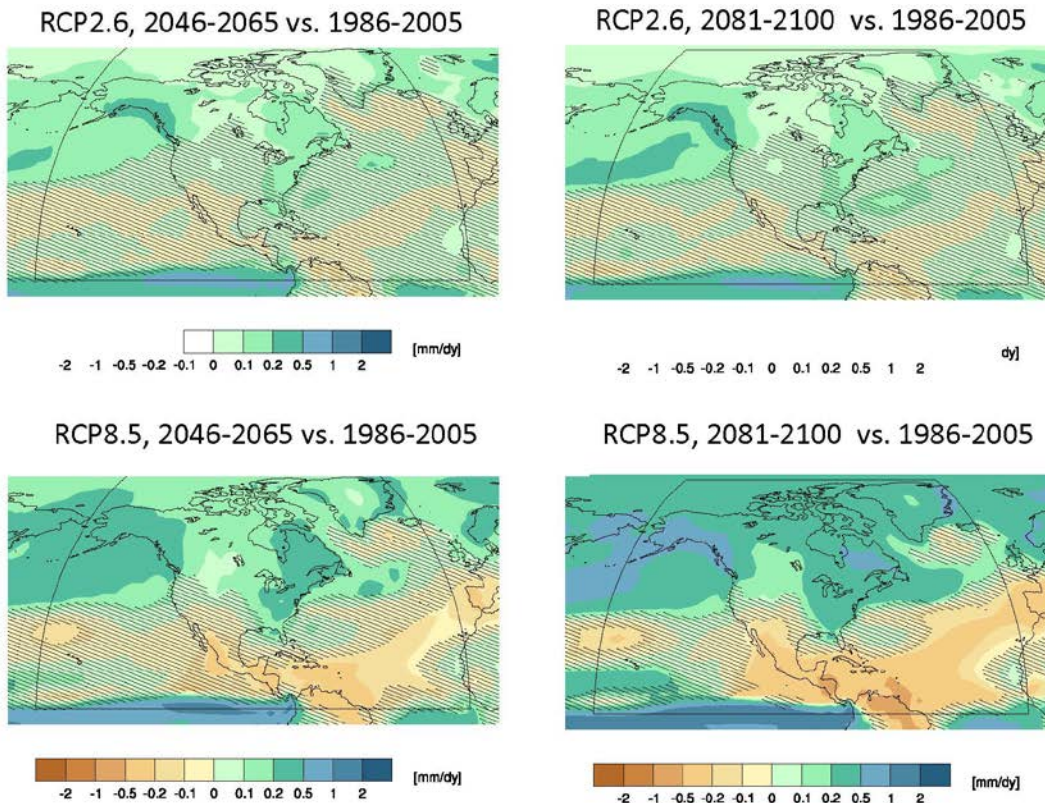 RCP2.6, 2046-2065 vs. 1986-2005
RCP2.6, 2081-2100 vs. 1986-2005
[mm/dy]
-2 -1 -0.5 -0.2 -0.1 0 0.1 0.2 0.5 1 2
dy]
-2 -1 -0.5 -0.2 -0.1 0 0.1 0.2 0.5 1 2
RCP8.5, 2046-2065 vs. 1986-2005
RCP8.5, 2081-2100 vs. 1986-2005
[mm/dy]
-2 -1 -0.5 -0.2 -0.1 0 0.1 0.2 0.5 1 2
[mm/dy]
-2 -1 -0.5 -0.2 -0.1 0 0.1 0.2 0.5 1 2